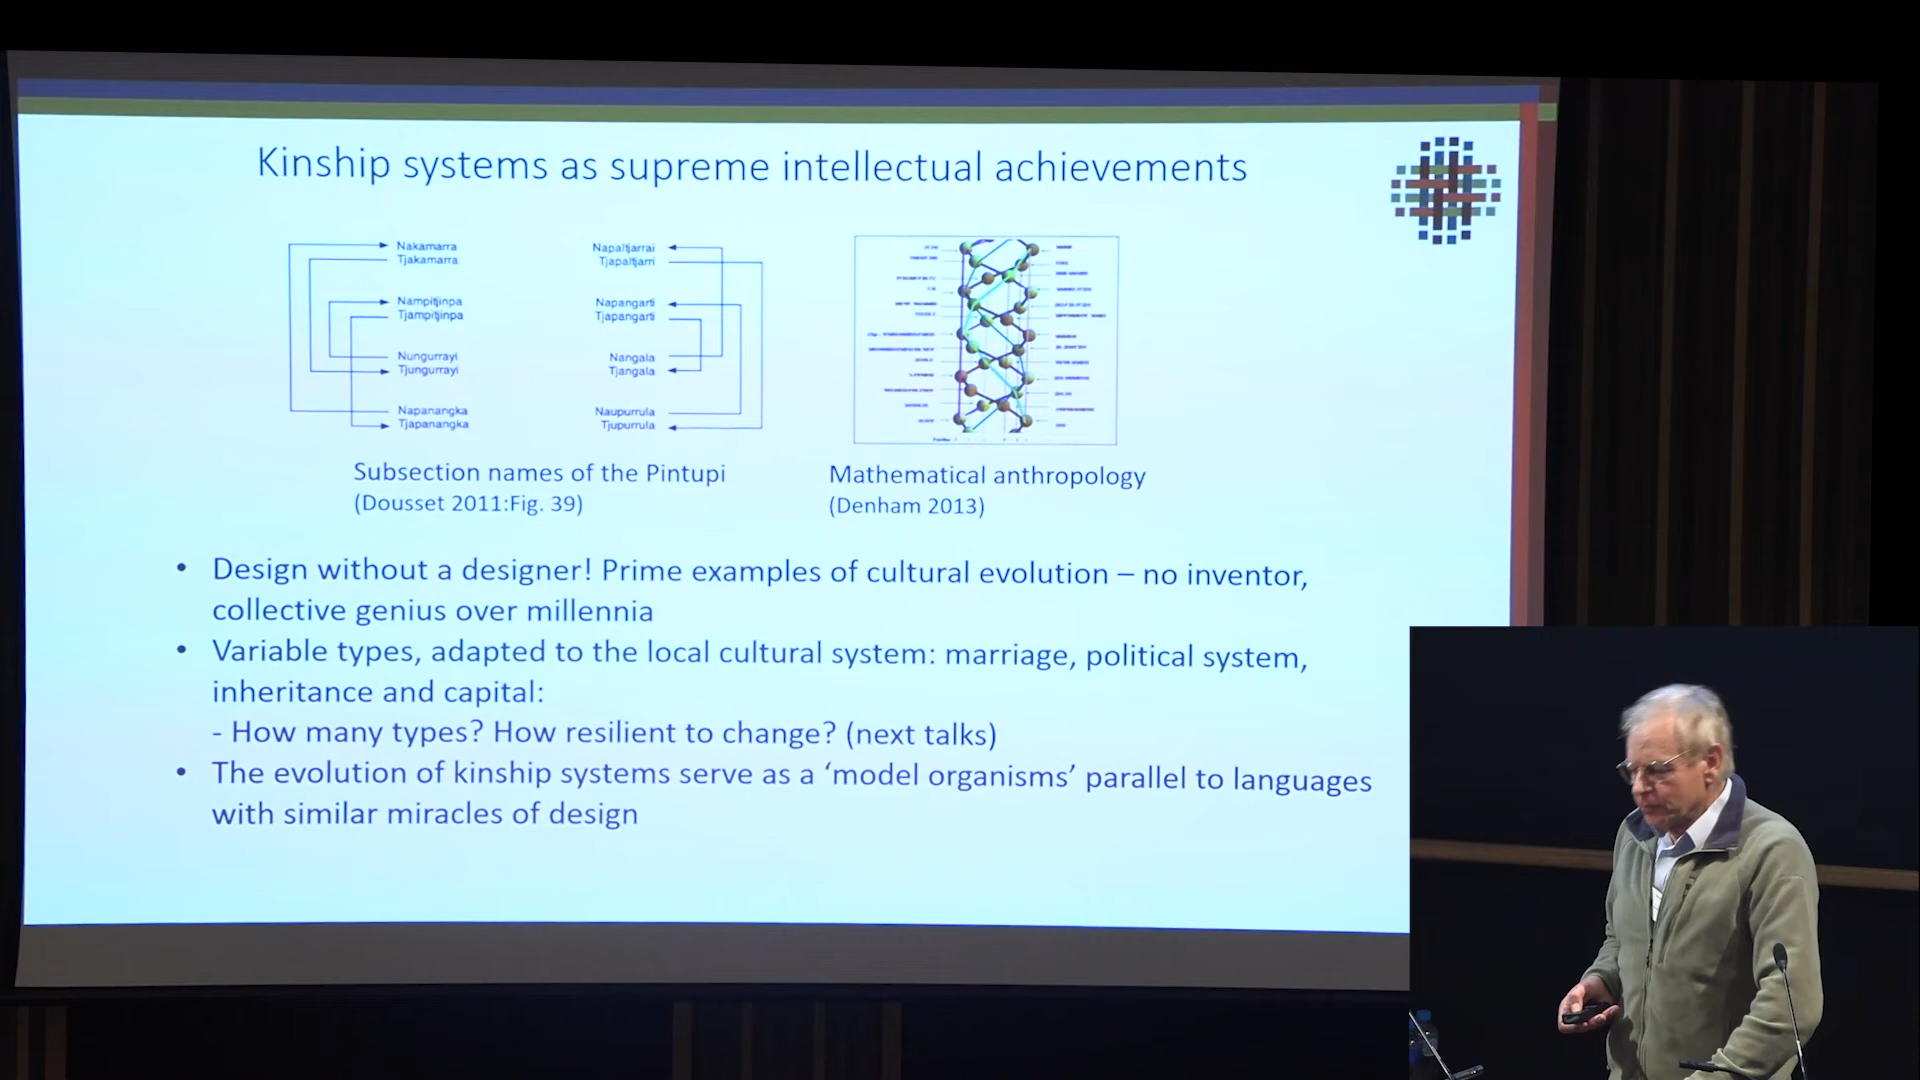 Kinship systems as supreme intellectual achievements
Nakamarra
Tjakamarra
Nampitjinpa
Tjampitjinpa
Nungurrayi
Tjungurrayi
Napanangka
Tjapanangka
Napaltjarrai
Tjapaltjarri
Napangarti
Tjapangarti
Nangala
Tjangala
Naupurrula
Tjupurrula
Subsection names of the Pintupi
(Dousset 2011:Fig. 39)
Mathematical anthropology
(Denham 2013)
• Design without a designer! Prime examples of cultural evolution – no inventor,
collective genius over millennia
• Variable types, adapted to the local cultural system: marriage, political system,
inheritance and capital:
- How many types? How resilient to change? (next talks)
• The evolution of kinship systems serve as a ‘model organisms’ parallel to languages
with similar miracles of design